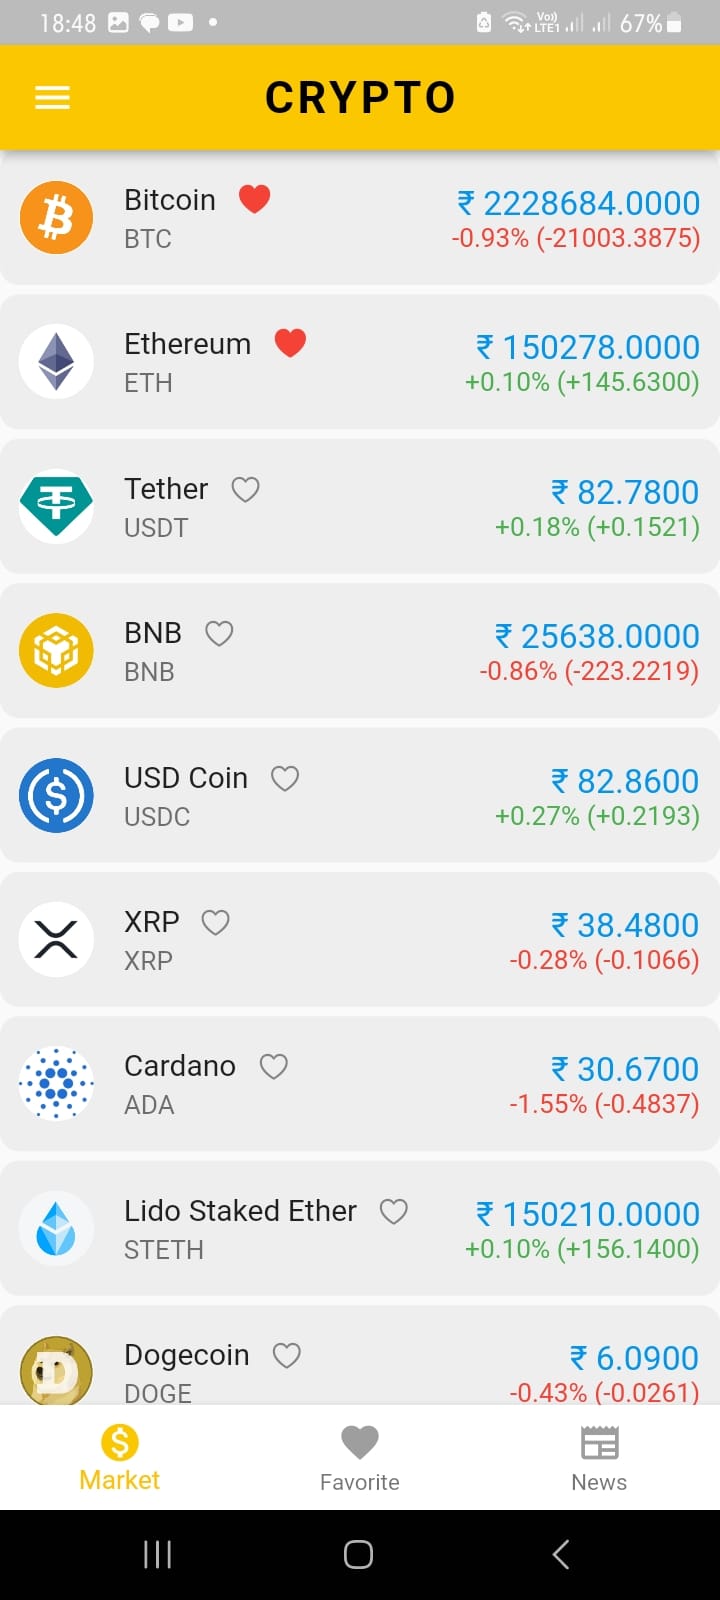 18:48
Vo) LTE1 67%
CRYPTO
Bitcoin
₹ 2228684.0000
BTC
-0.93% (-21003.3875)
Ethereum
₹ 150278.0000
ETH
+0.10% (+145.6300)
Tether
₹ 82.7800
USDT
+0.18% (+0.1521)
BNB
₹ 25638.0000
BNB
-0.86% (-223.2219)
USD Coin
₹ 82.8600
USDC
+0.27% (+0.2193)
XRP
₹ 38.4800
XRP
-0.28% (-0.1066)
Cardano
₹ 30.6700
ADA
-1.55% (-0.4837)
Lido Staked Ether
₹ 150210.0000
STETH
+0.10% (+156.1400)
Dogecoin
₹ 6.0900
DOGE
-0.43% (-0.0261)
Market
Favorite
News